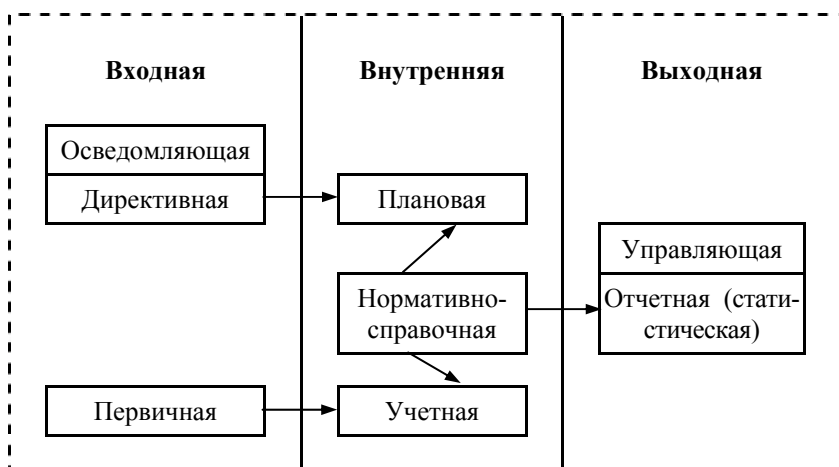 Входная
Внутренняя
Выходная
Осведомляющая
Директивная
Плановая
Управляющая
Нормативно-
справочная
Отчетная (стати-
стическая)
Первичная
Учетная